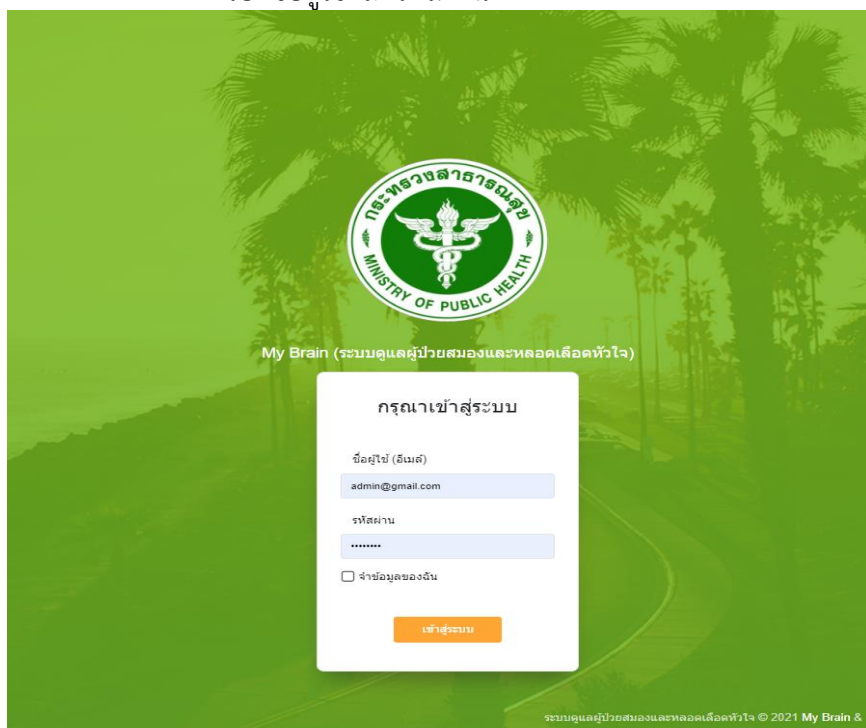 กระทรวงสาธารณสุข
MINISTRY OF PUBLIC HEALTH
My Brain (ระบบดูแลผู้ป่วยสมองและหลอดเลือดหัวใจ)
กรุณาเข้าสู่ระบบ
ชื่อผู้ใช้ (อีเมล์)
admin@gmail.com
รหัสผ่าน
••••••••
จำข้อมูลของฉัน
เข้าสู่ระบบ
ระบบดูแลผู้ป่วยสมองและหลอดเลือดหัวใจ © 2021 My Brain &